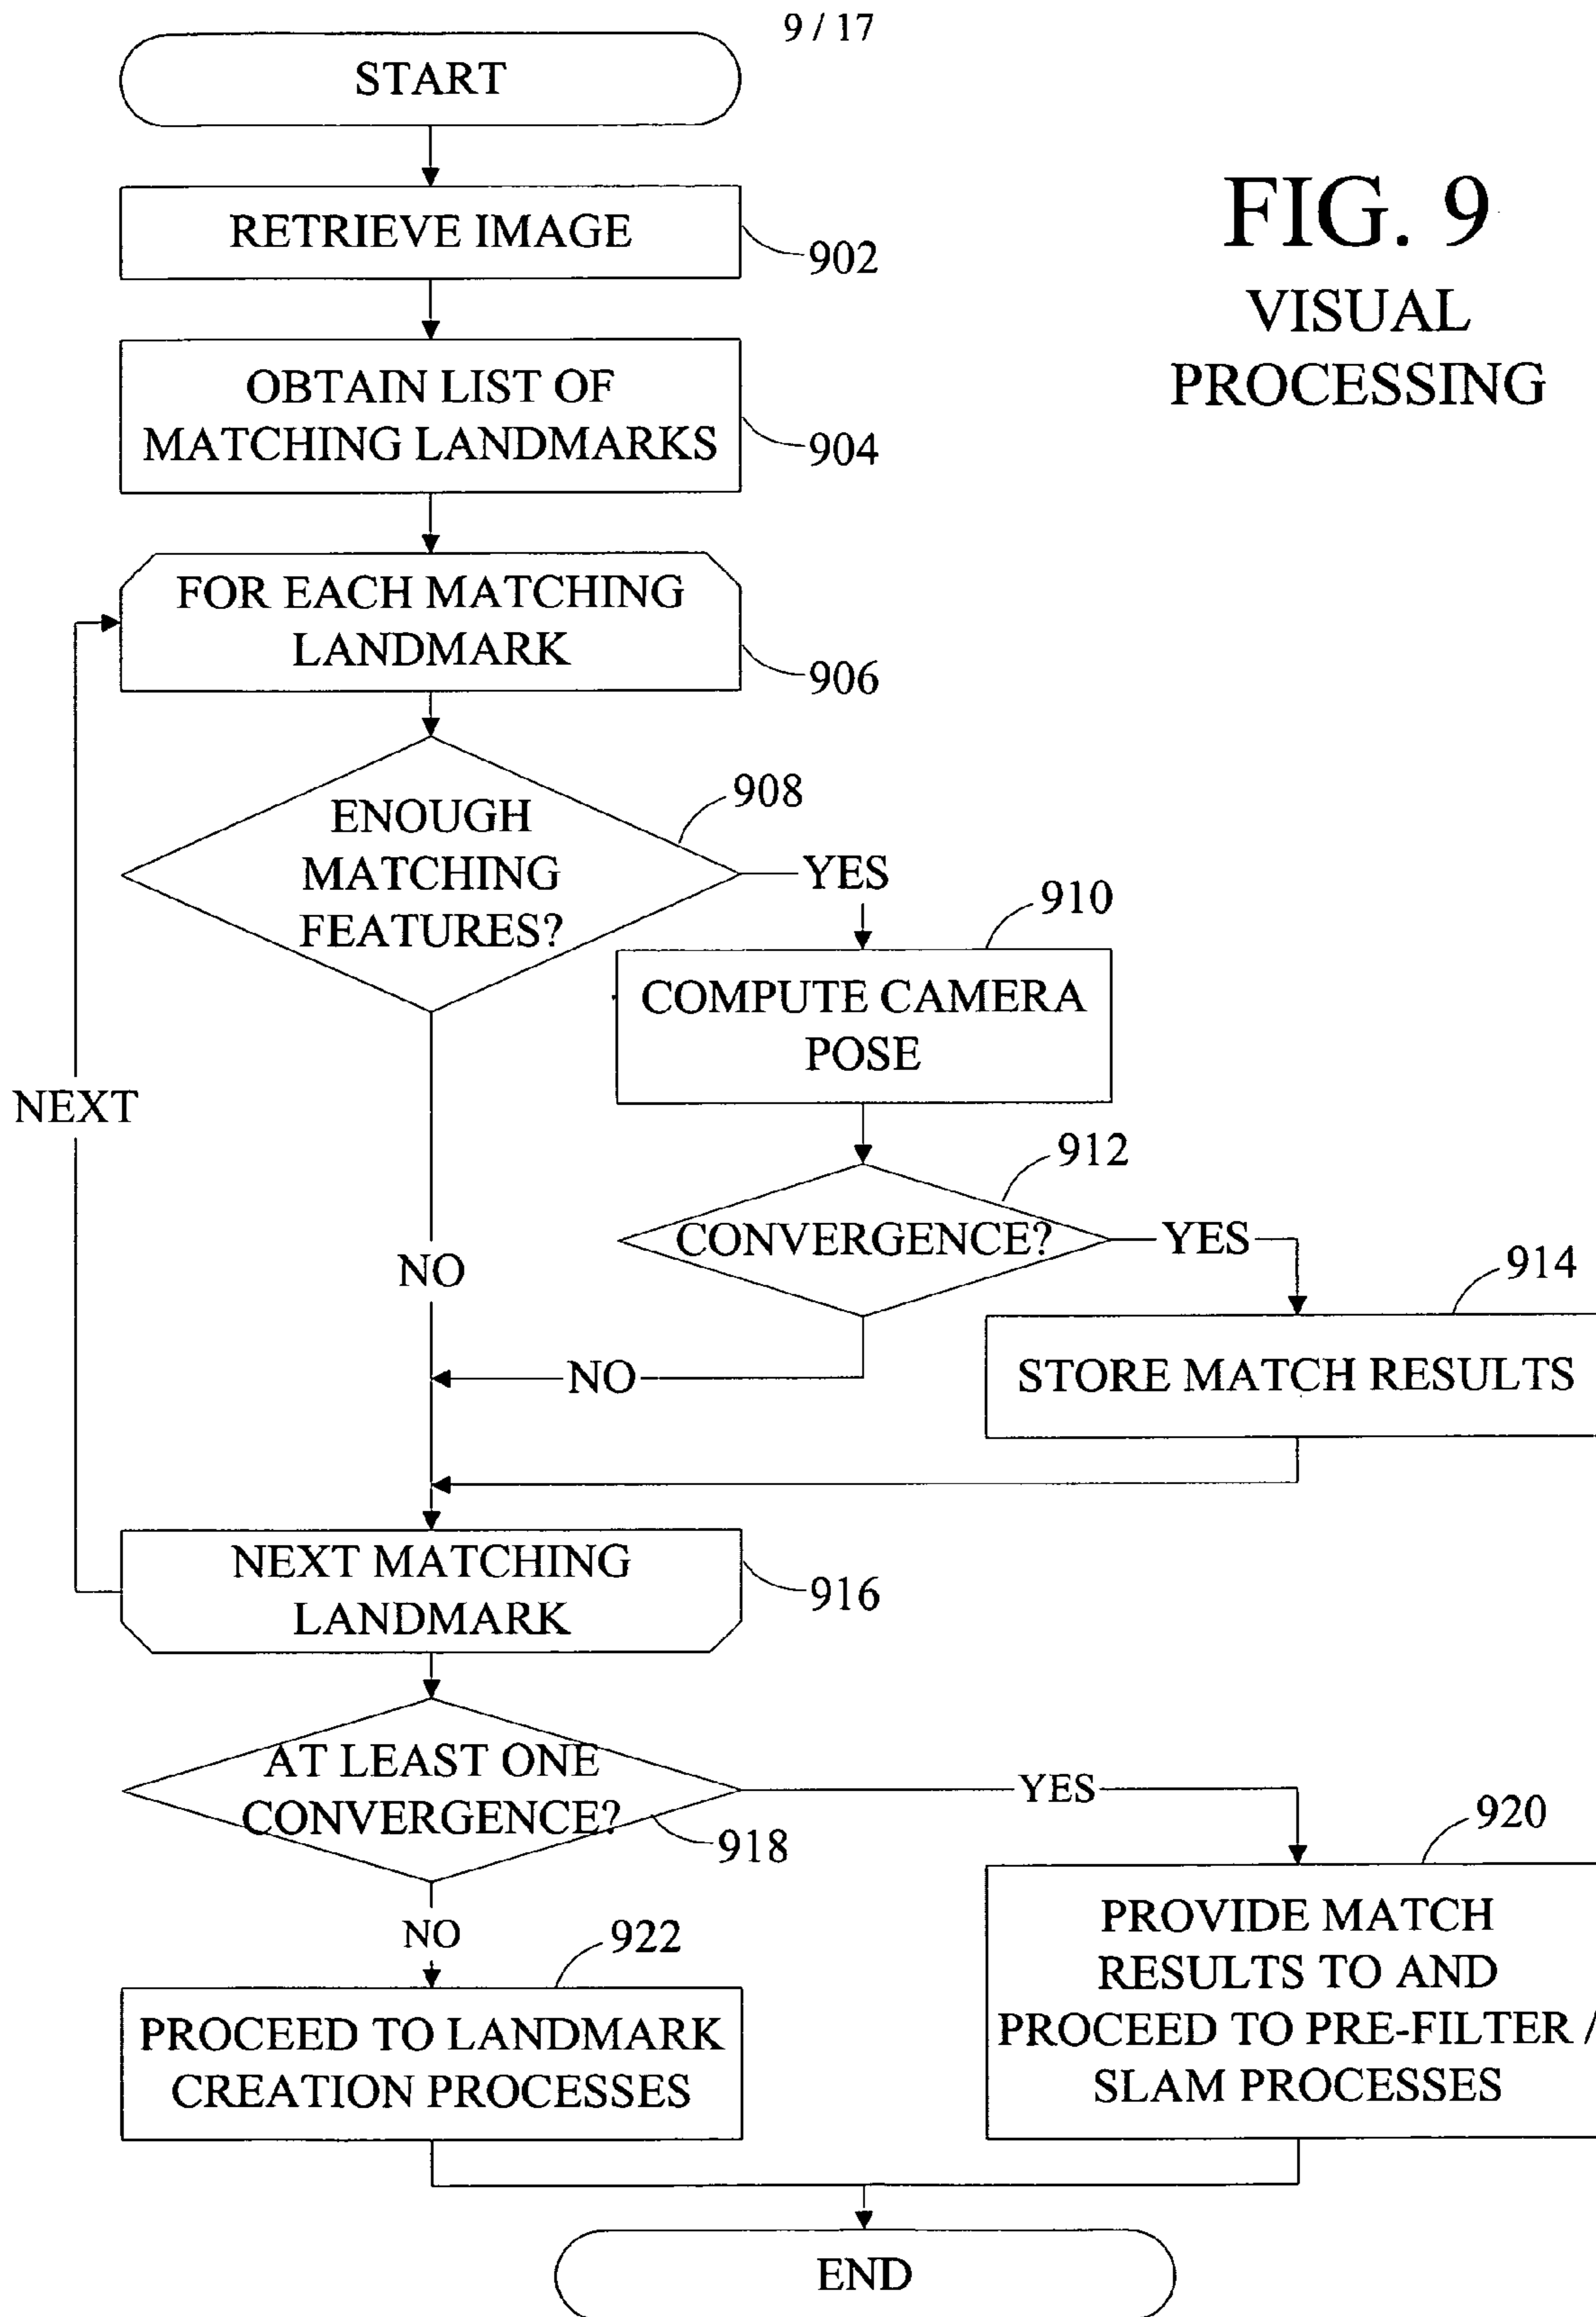 9 / 17
START
FIG. 9
VISUAL
PROCESSING
RETRIEVE IMAGE
902
OBTAIN LIST OF
MATCHING LANDMARKS
904
FOR EACH MATCHING
LANDMARK
906
ENOUGH
MATCHING
FEATURES?
908
YES
910
COMPUTE CAMERA
POSE
NEXT
912
CONVERGENCE?
YES
NO
914
STORE MATCH RESULTS
NO
NEXT MATCHING
LANDMARK
916
AT LEAST ONE
CONVERGENCE?
918
YES
920
NO
922
PROVIDE MATCH
RESULTS TO AND
PROCEED TO PRE-FILTER /
SLAM PROCESSES
PROCEED TO LANDMARK
CREATION PROCESSES
END